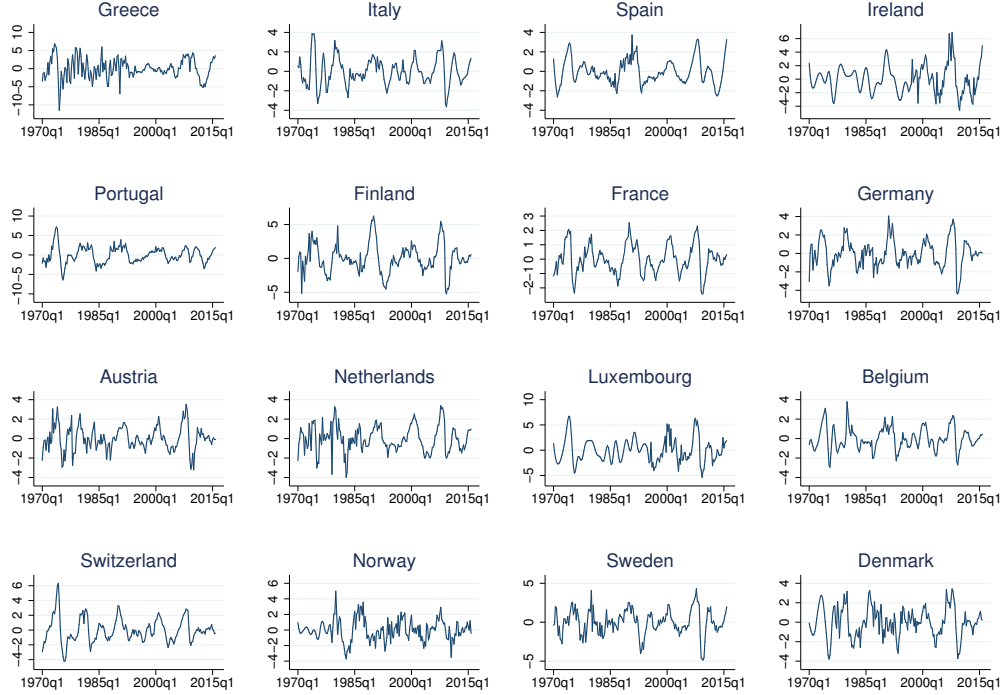 Greece
−10 −5 0 5 10
1970q1 1985q1 2000q1 2015q1
Italy
−4 −2 0 2 4
1970q1 1985q1 2000q1 2015q1
Spain
−4 −2 0 2 4
1970q1 1985q1 2000q1 2015q1
Ireland
−4 −2 0 2 4 6
1970q1 1985q1 2000q1 2015q1
Portugal
−10 −5 0 5 10
1970q1 1985q1 2000q1 2015q1
Finland
−5 0 5
1970q1 1985q1 2000q1 2015q1
France
−2 −1 0 1 2 3
1970q1 1985q1 2000q1 2015q1
Germany
−4 −2 0 2 4
1970q1 1985q1 2000q1 2015q1
Austria
−4 −2 0 2 4
1970q1 1985q1 2000q1 2015q1
Netherlands
−4 −2 0 2 4
1970q1 1985q1 2000q1 2015q1
Luxembourg
−5 0 5 10
1970q1 1985q1 2000q1 2015q1
Belgium
−4 −2 0 2 4
1970q1 1985q1 2000q1 2015q1
Switzerland
−4 −2 0 2 4 6
1970q1 1985q1 2000q1 2015q1
Norway
−4 −2 0 2 4 6
1970q1 1985q1 2000q1 2015q1
Sweden
−5 0 5
1970q1 1985q1 2000q1 2015q1
Denmark
−4 −2 0 2 4
1970q1 1985q1 2000q1 2015q1